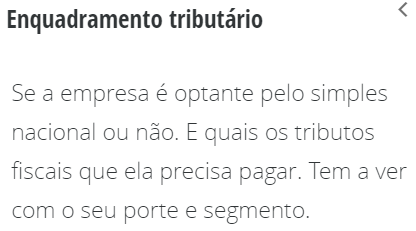 Enquadramento tributário
Se a empresa é optante pelo simples
nacional ou não. E quais os tributos
fiscais que ela precisa pagar. Tem a ver
com o seu porte e segmento.